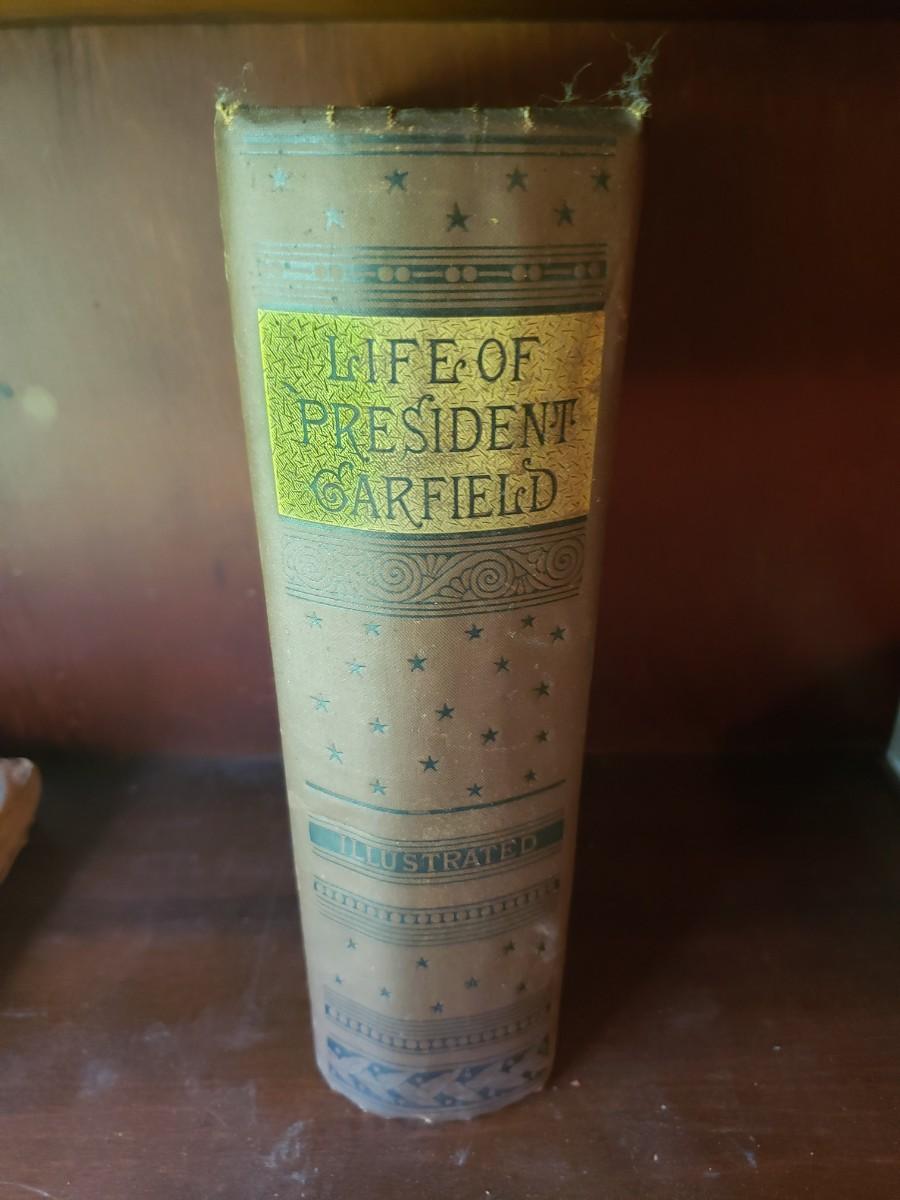 LIFE OF
PRESIDENT
GARFIELD
ILLUSTRATED